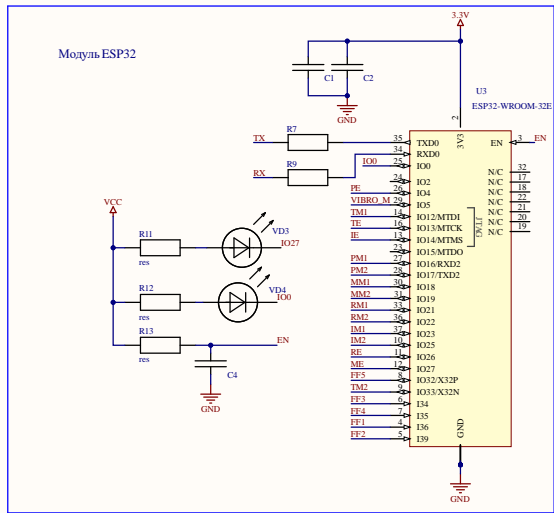 3.3V
Модуль ESP32
C1
C2
GND
U3
ESP32-WROOM-32E
2
3V3
TX
R7
35
TXD0
EN
3
EN
RX
R9
34
RXD0
IO0
25
IO0
N/C
32
24
IO2
N/C
17
PE
26
IO4
N/C
18
VIBRO_M
29
IO5
N/C
22
TM1
14
IO12/MTDI
N/C
21
TE
16
IO13/MTCK
N/C
20
IE
13
IO14/MTMS
N/C
19
JTAG
23
IO15/MTDO
PM1
27
IO16/RXD2
PM2
28
IO17/TXD2
MM1
30
IO18
MM2
31
IO19
RM1
33
IO21
RM2
36
IO22
IM1
37
IO23
IM2
10
IO25
RE
11
IO26
ME
12
IO27
FF5
8
IO32/X32P
TM2
9
IO33/X32N
FF3
6
I34
FF4
7
I35
FF1
4
I36
FF2
5
I39
GND
GND
VCC
R11
res
VD3
IO27
R12
res
VD4
IO0
R13
res
EN
C4
GND